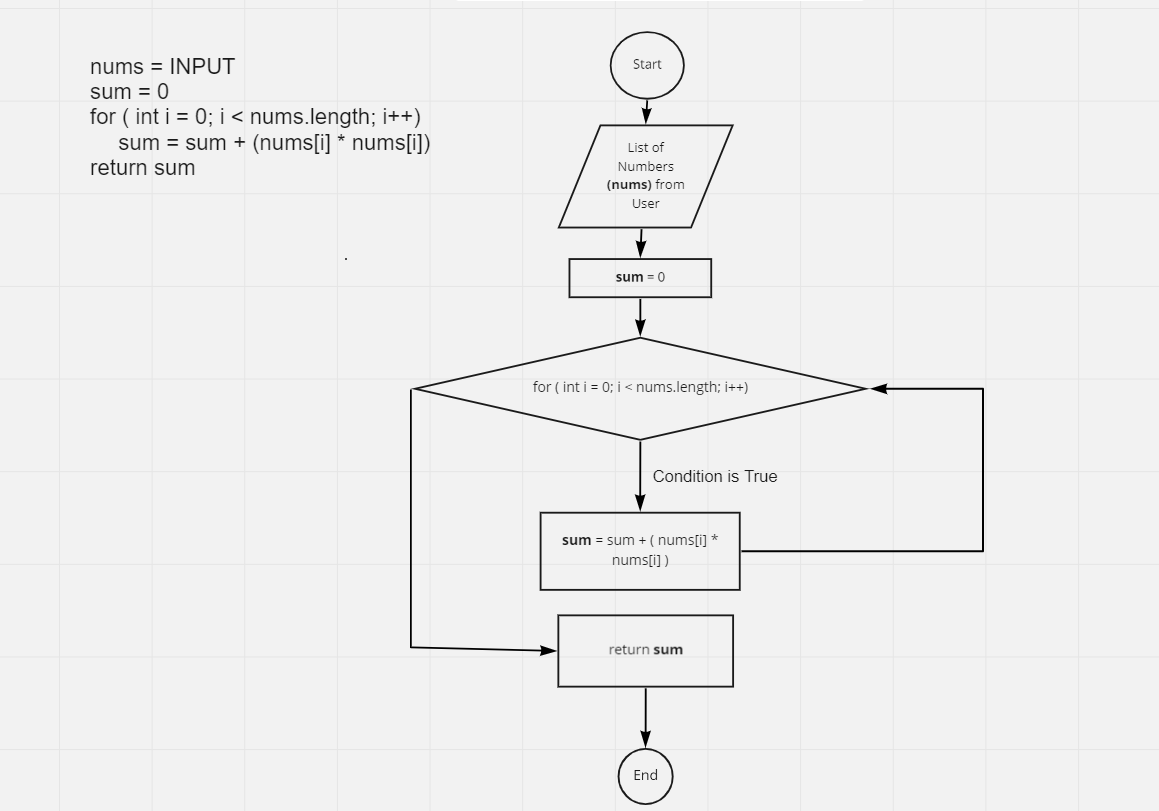 nums = INPUT
sum = 0
for ( int i = 0; i < nums.length; i++)
sum = sum + (nums[i] * nums[i])
return sum
Start
List of
Numbers
(nums) from
User
sum = 0
for ( int i = 0; i < nums.length; i++)
Condition is True
sum = sum + ( nums[i] *
nums[i] )
return sum
End